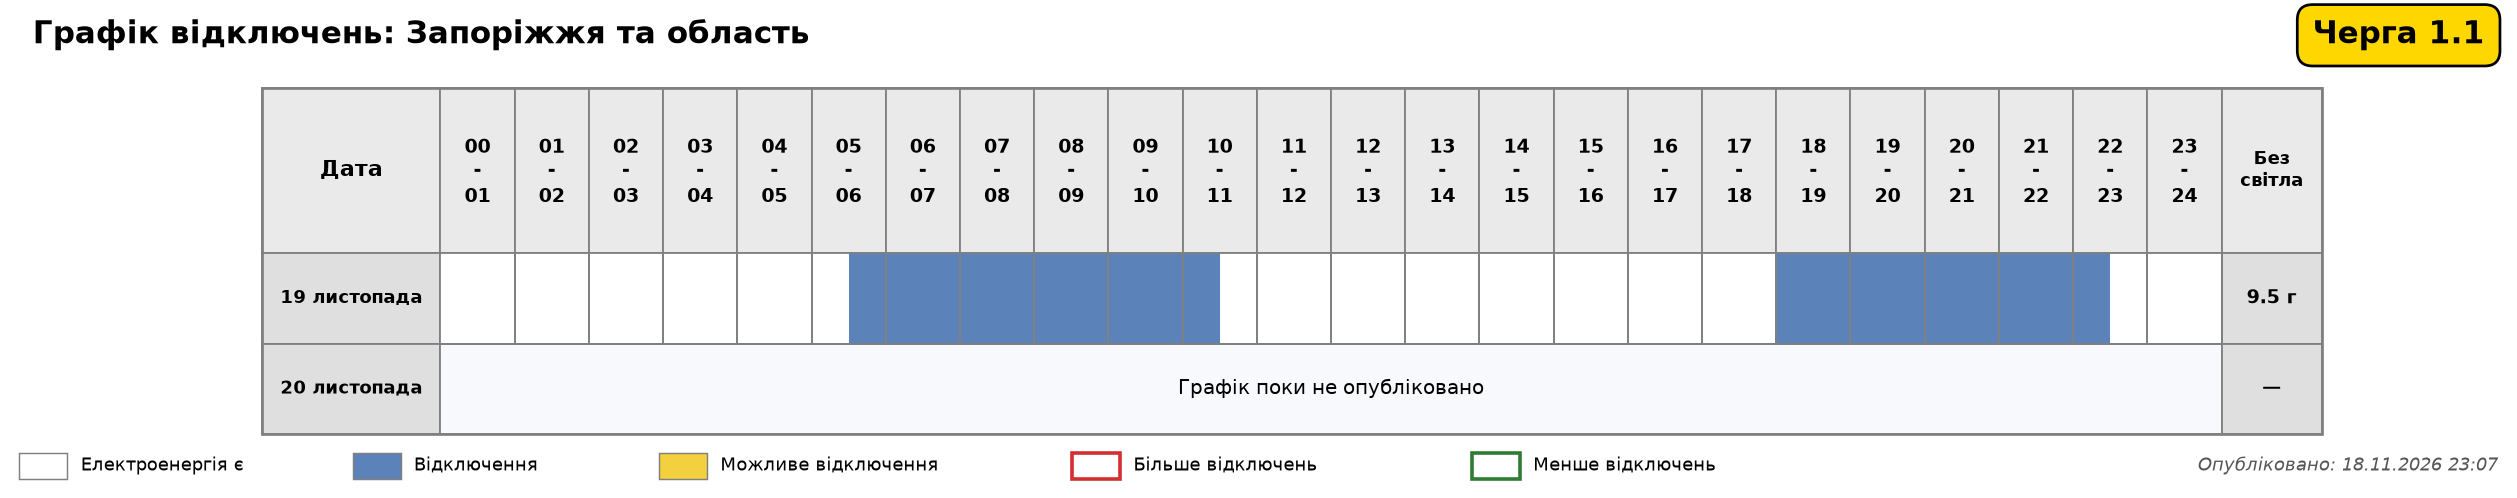 Графік відключень: Запоріжжя та область
Черга 1.1
Дата
00 - 01
01 - 02
02 - 03
03 - 04
04 - 05
05 - 06
06 - 07
07 - 08
08 - 09
09 - 10
10 - 11
11 - 12
12 - 13
13 - 14
14 - 15
15 - 16
16 - 17
17 - 18
18 - 19
19 - 20
20 - 21
21 - 22
22 - 23
23 - 24
Без
світла
19 листопада
9.5 г
20 листопада
Графік поки не опубліковано
—
Електроенергія є
Відключення
Можливе відключення
Більше відключень
Менше відключень
Опубліковано: 18.11.2026 23:07